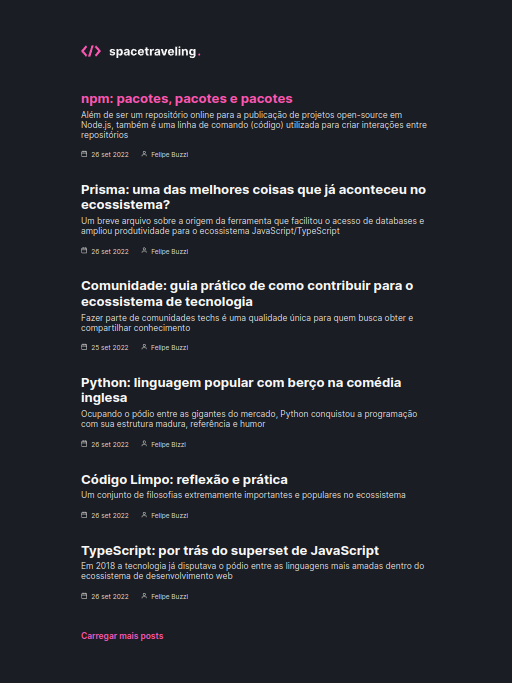 </> spacetraveling.
npm: pacotes, pacotes e pacotes
Além de ser um repositório online para a publicação de projetos open-source em
Node.js, também é uma linha de comando (código) utilizada para criar interações entre
repositórios
26 set 2022 Felipe Buzzi
Prisma: uma das melhores coisas que já aconteceu no
ecossistema?
Um breve arquivo sobre a origem da ferramenta que facilitou o acesso de databases e
ampliou produtividade para o ecossistema JavaScript/TypeScript
26 set 2022 Felipe Buzzi
Comunidade: guia prático de como contribuir para o
ecossistema de tecnologia
Fazer parte de comunidades techs é uma qualidade única para quem busca obter e
compartilhar conhecimento
25 set 2022 Felipe Buzzi
Python: linguagem popular com berço na comédia
inglesa
Ocupando o pódio entre as gigantes do mercado, Python conquistou a programação
com sua estrutura madura, referência e humor
26 set 2022 Felipe Bizzi
Código Limpo: reflexão e prática
Um conjunto de filosofias extremamente importantes e populares no ecossistema
26 set 2022 Felipe Buzzi
TypeScript: por trás do superset de JavaScript
Em 2018 a tecnologia já disputava o pódio entre as linguagens mais amadas dentro do
ecossistema de desenvolvimento web
26 set 2022 Felipe Buzzi
Carregar mais posts